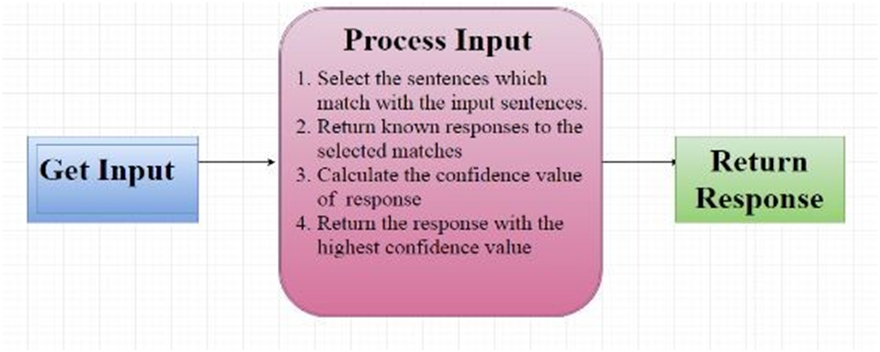 Get Input
Process Input
1. Select the sentences which
match with the input sentences.
2. Return known responses to the
selected matches
3. Calculate the confidence value
of response
4. Return the response with the
highest confidence value
Return
Response